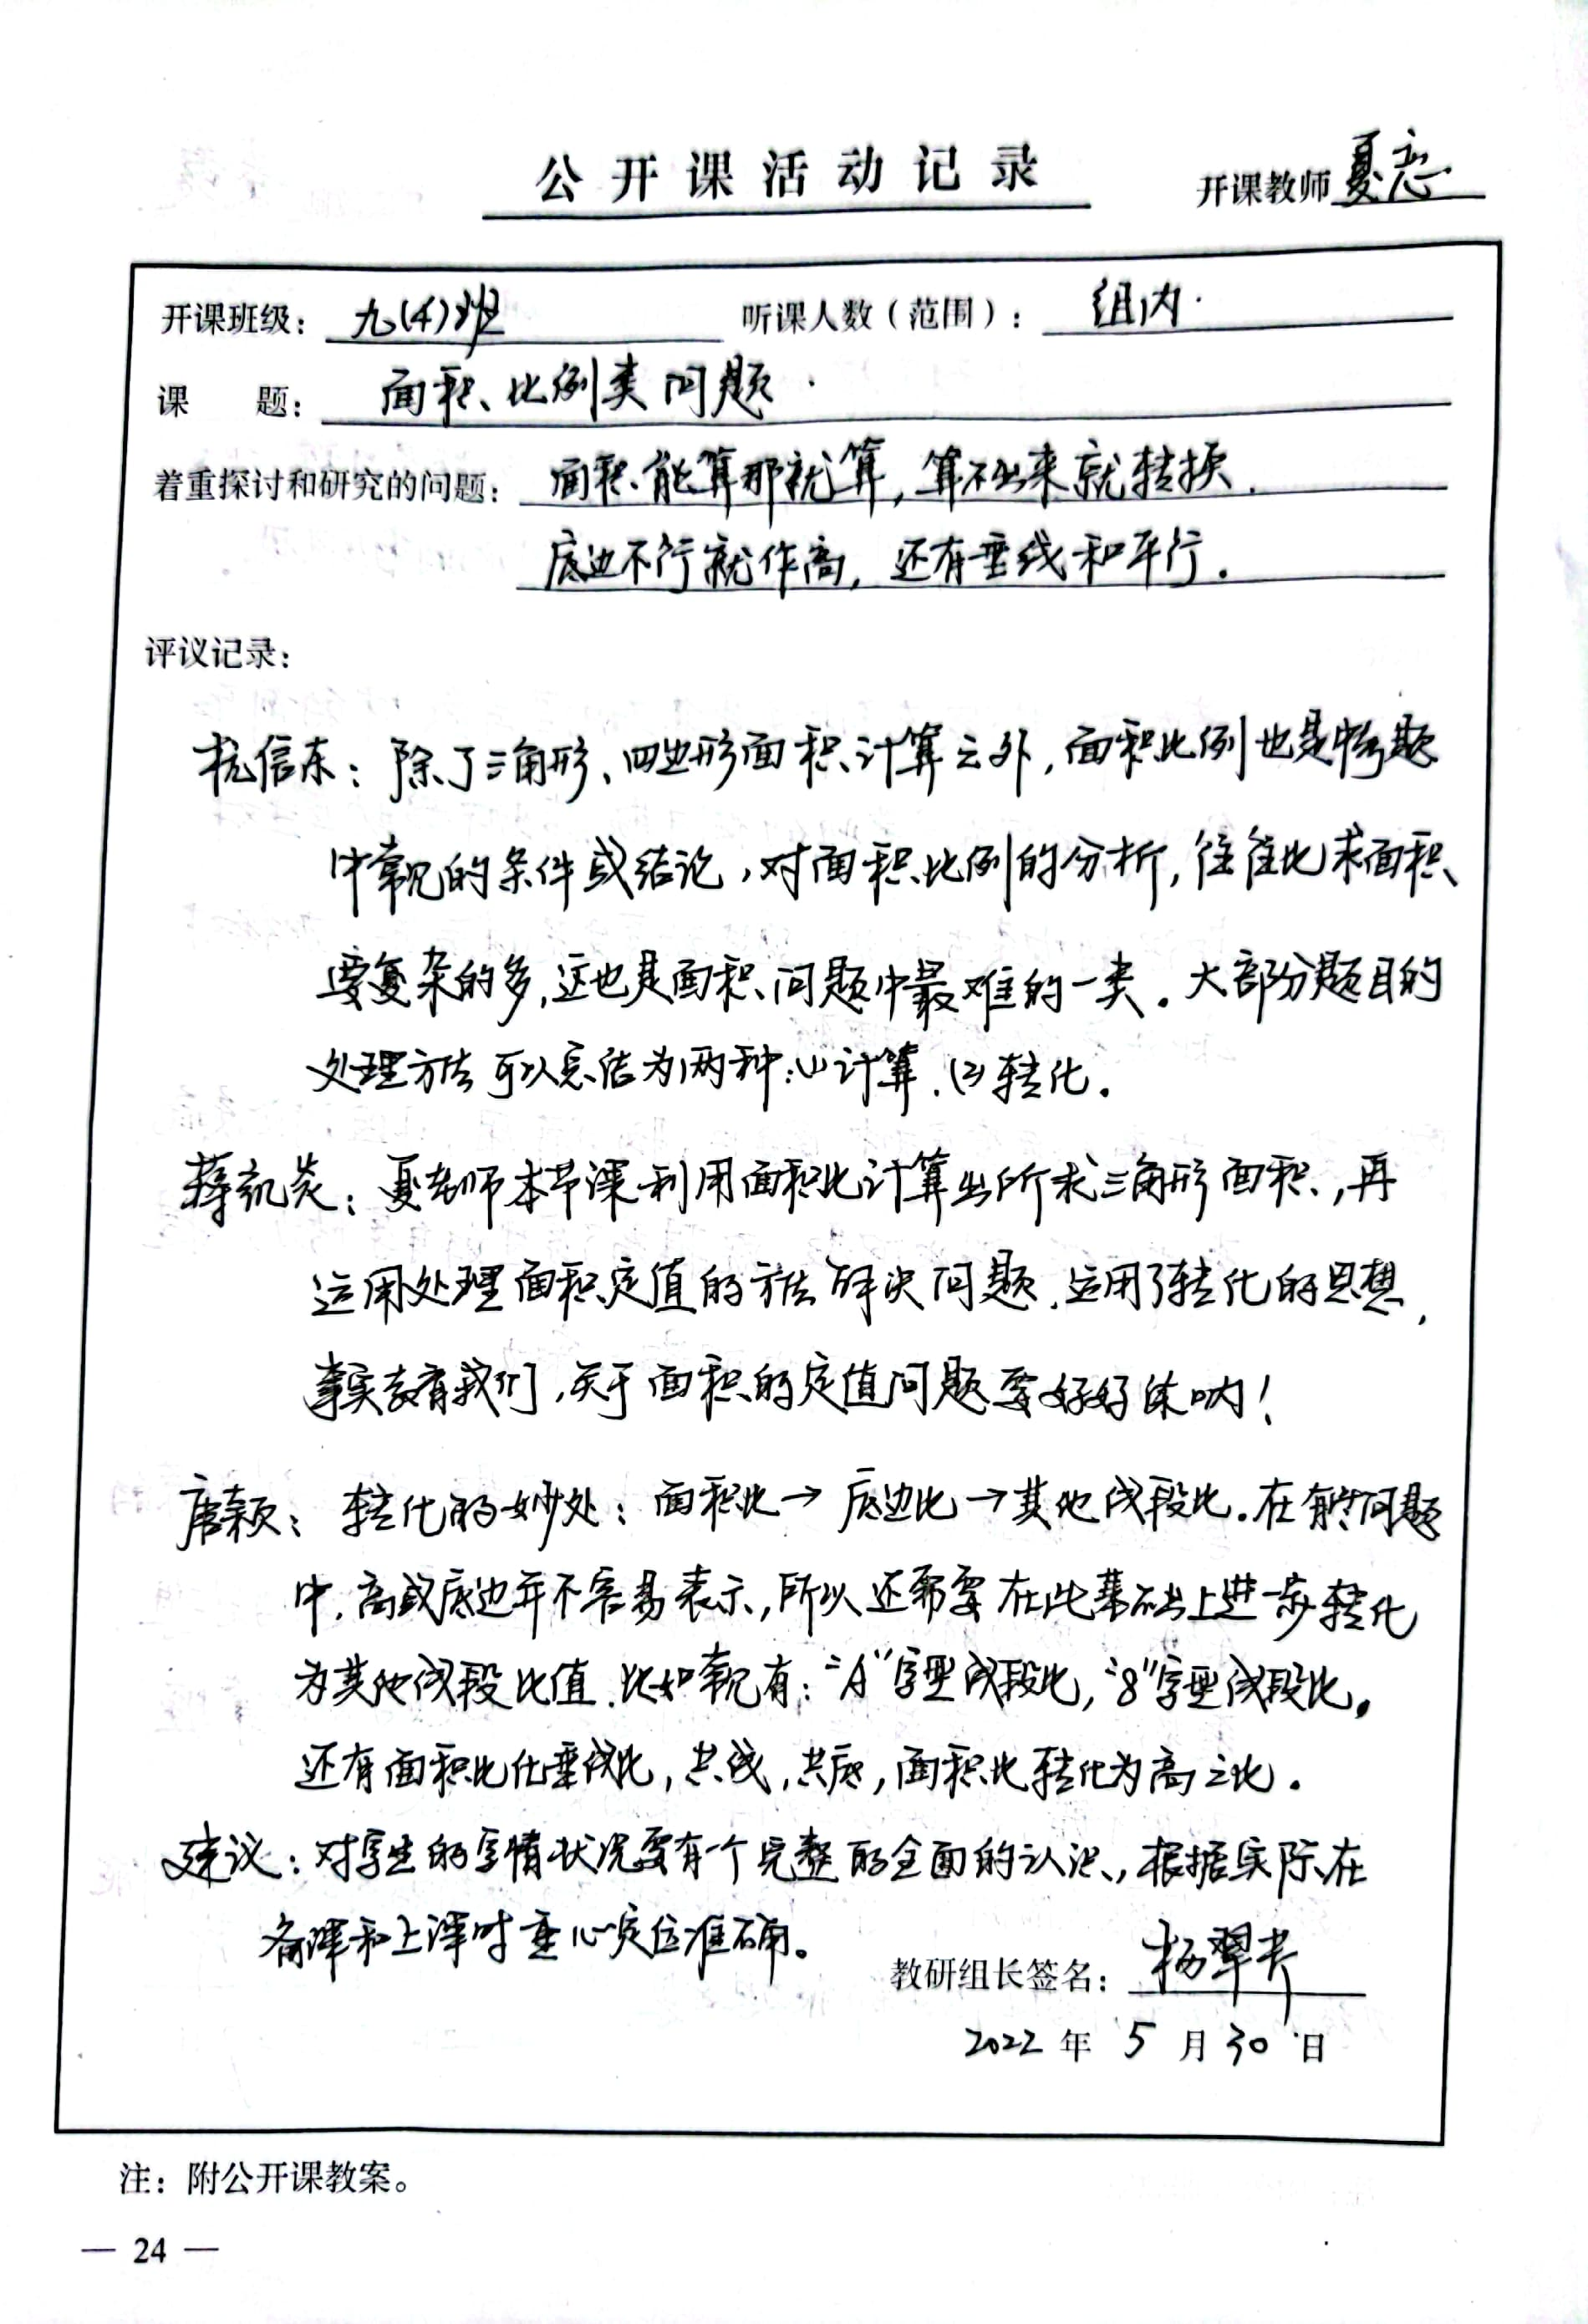 公开课活动记录
开课教师 夏志
开课班级： 九(4)班 听课人数（范围）： 组内.
课 题： 面积、比例类问题.
着重探讨和研究的问题： 面积能算那就算，算不出来就转换.
底边不行就作高，还有垂线和平行.
评议记录：
杭信东：除了三角形、四边形面积计算之外，面积比例也是中考题
中常见的条件或结论，对面积比例的分析，往往比求面积
要复杂的多，这也是面积问题中最难的一类。大部分题目的
处理方法可以总结为两种：(1)计算.(2)转化.
蒋 炎：夏老师本节课利用面积比计算出所求三角形面积，再
运用处理面积定值的方法解决问题.运用了转化的思想，
事实教育我们，关于面积的定值问题要好好练呐！
唐颖：转化的妙处：面积比→底边比→其他线段比.在有些问题
中，高或底边并不容易表示，所以还需要在此基础上进一步转化
为其他线段比值.比如常见有：“A”字型线段比，“8”字型线段比。
还有面积比化垂线比，共线，共底，面积比转化为高之比.
建议：对学生的学情状况要有一个完整的全面的认识，根据实际在
备课和上课时重心定位准确。
教研组长签名： 杨翠
2022 年 5 月 30 日
注：附公开课教案。
— 24 —